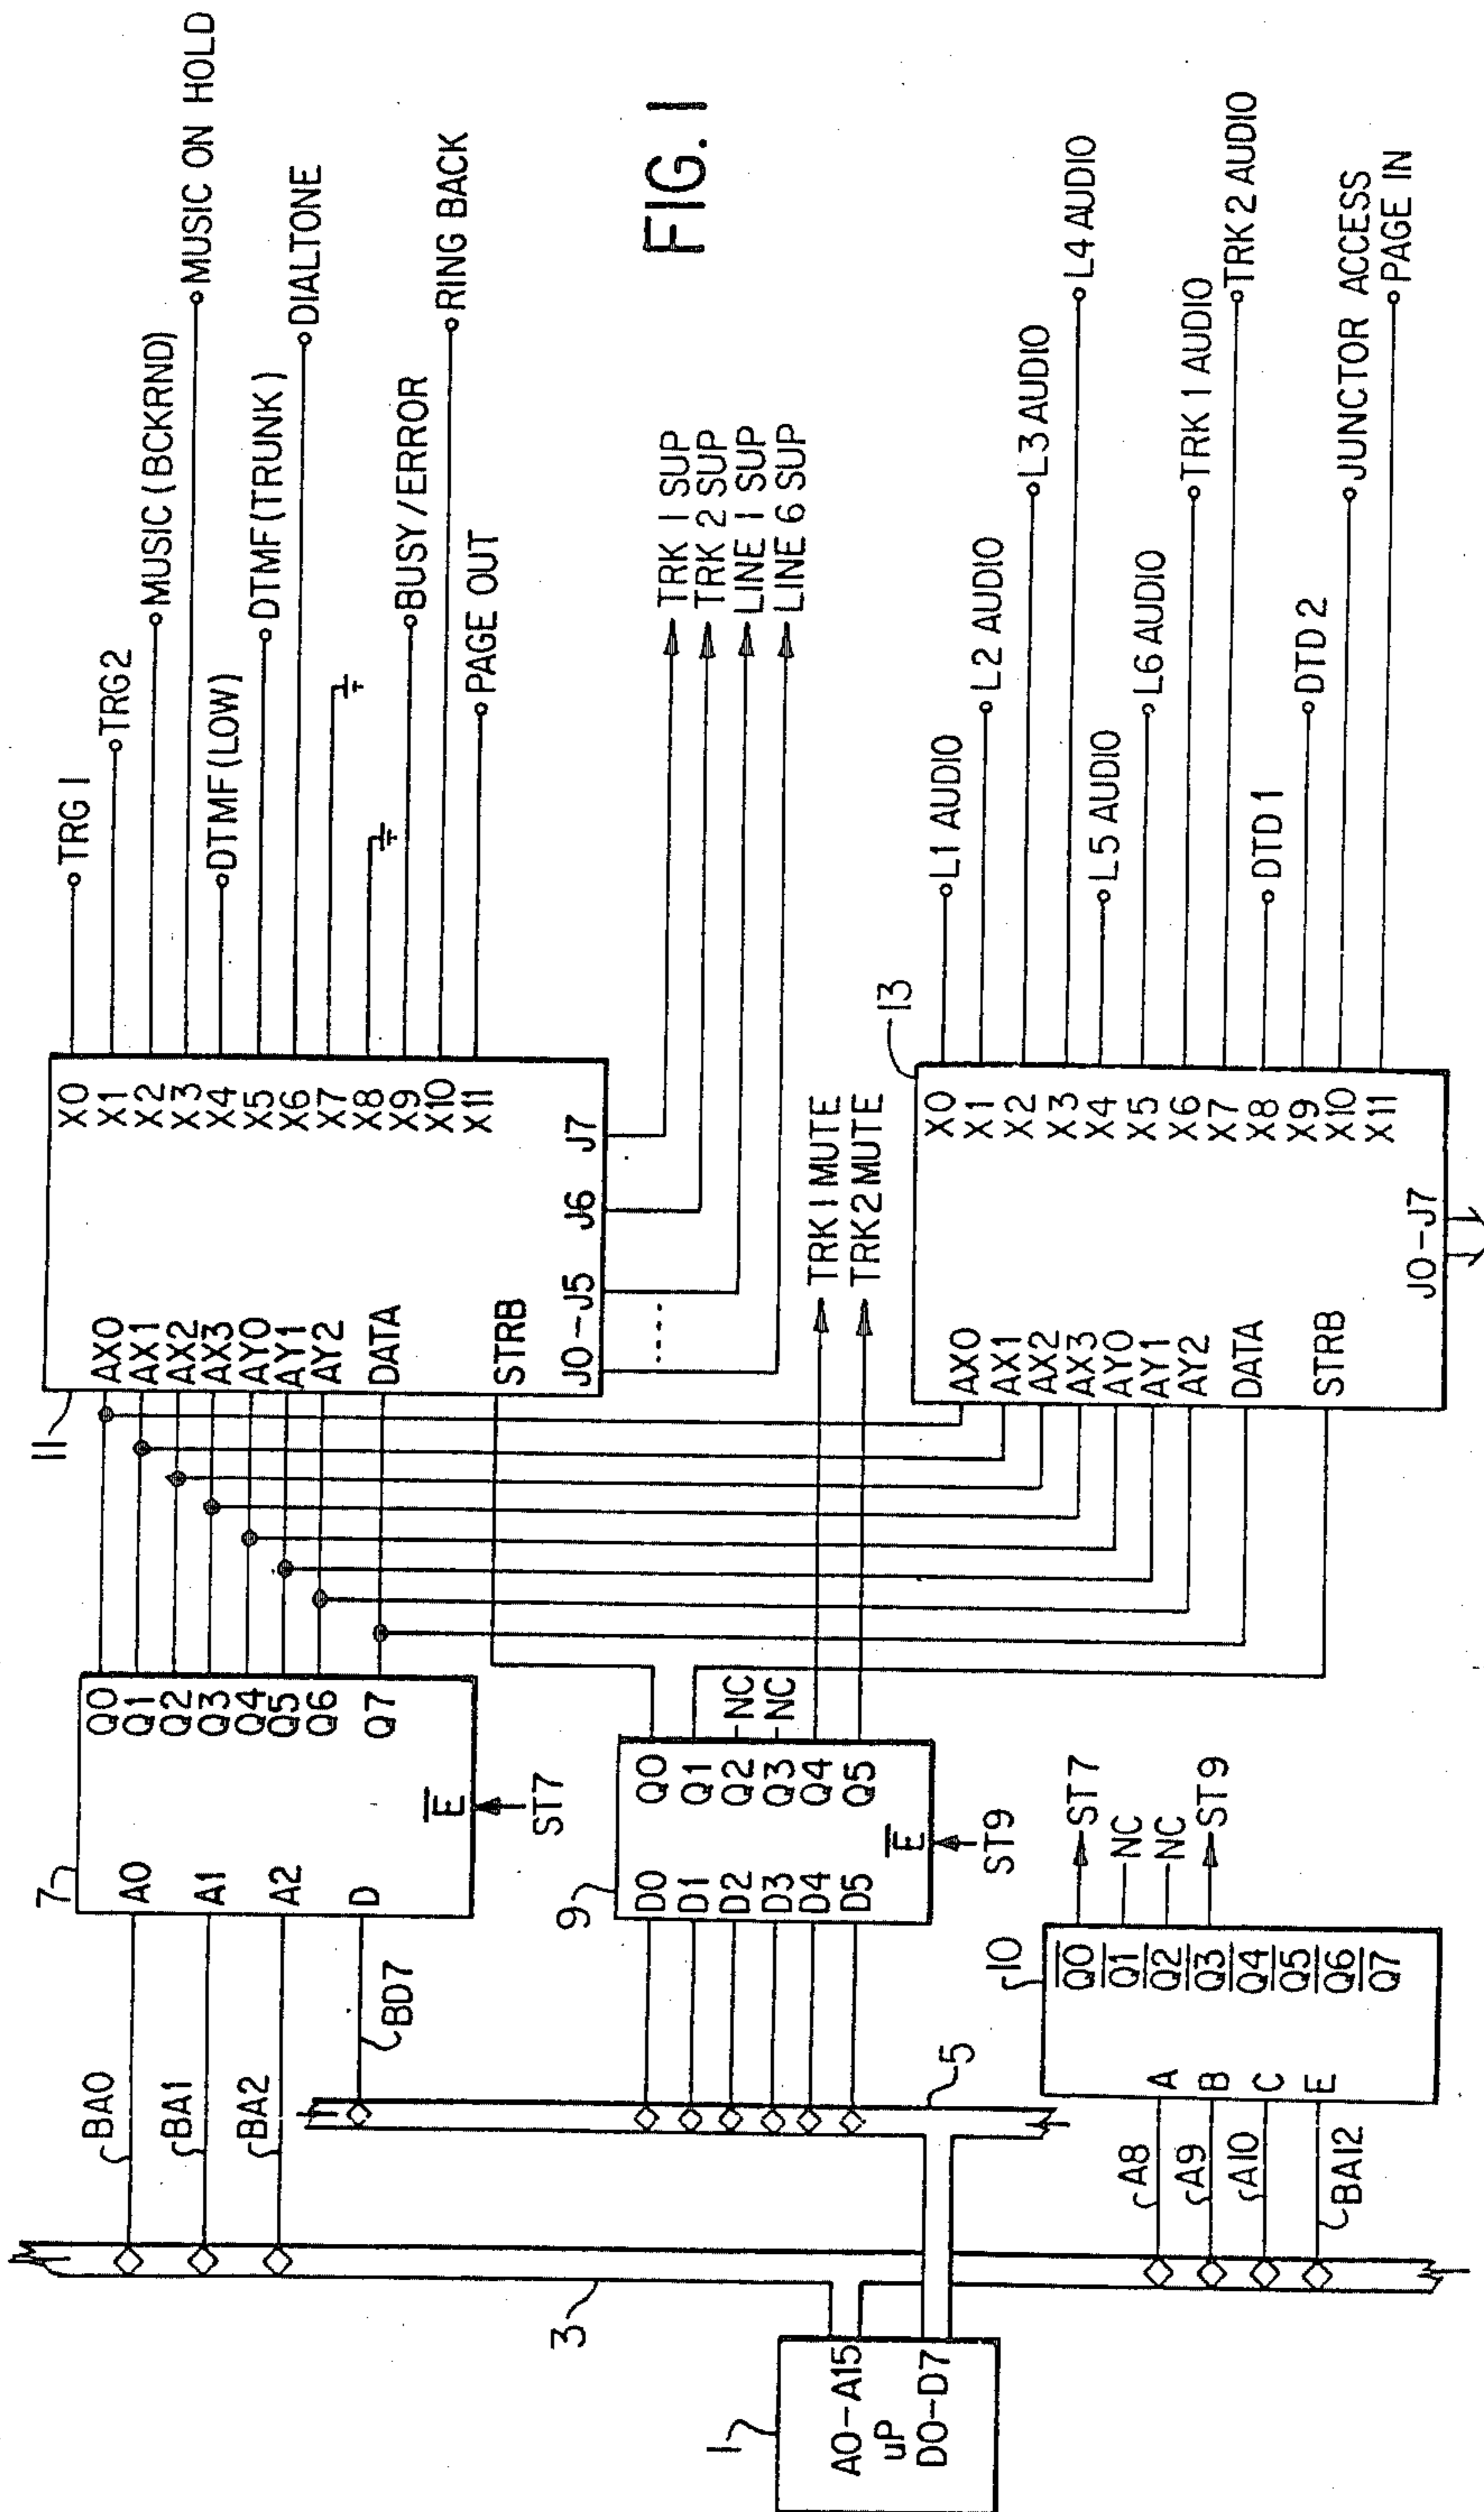 FIG. 1
1
A0-A15
uP
D0-D7
3
5
BA0
BA1
BA2
BD7
A8
A9
A10
BA12
7
A0
A1
A2
D
Q0
Q1
Q2
Q3
Q4
Q5
Q6
Q7
E
ST7
9
D0
D1
D2
D3
D4
D5
Q0
Q1
Q2
Q3
Q4
Q5
NC
NC
E
ST9
10
A
B
C
E
Q0
Q1
Q2
Q3
Q4
Q5
Q6
Q7
ST7
NC
NC
ST9
11
AX0
AX1
AX2
AX3
AY0
AY1
AY2
DATA
STRB
J0-J5
J6
J7
X0
X1
X2
X3
X4
X5
X6
X7
X8
X9
X10
X11
TRG 1
TRG2
MUSIC (BCKRND)
MUSIC ON HOLD
DTMF (LOW)
DTMF (TRUNK)
DIALTONE
BUSY/ERROR
RING BACK
PAGE OUT
TRK 1 SUP
TRK 2 SUP
LINE 1 SUP
LINE 6 SUP
TRK 1 MUTE
TRK 2 MUTE
13
AX0
AX1
AX2
AX3
AY0
AY1
AY2
DATA
STRB
J0-J7
X0
X1
X2
X3
X4
X5
X6
X7
X8
X9
X10
X11
L1 AUDIO
L2 AUDIO
L3 AUDIO
L4 AUDIO
L5 AUDIO
L6 AUDIO
TRK 1 AUDIO
TRK 2 AUDIO
DTD 1
DTD 2
JUNCTOR ACCESS
PAGE IN